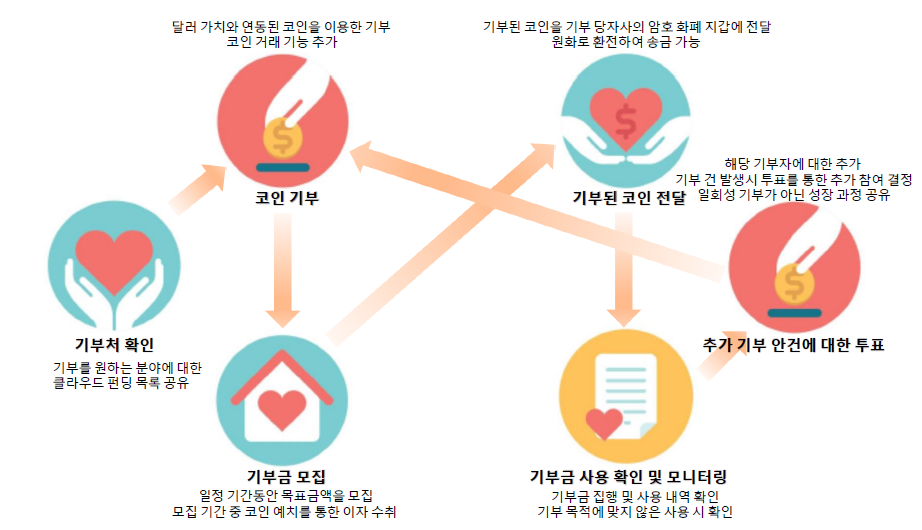 달러 가치와 연동된 코인을 이용한 기부
코인 거래 기능 추가
코인 기부
기부된 코인을 기부 당자사의 암호 화폐 지갑에 전달
원화로 환전하여 송금 가능
기부된 코인 전달
해당 기부자에 대한 추가
기부 건 발생시 투표를 통한 추가 참여 결정
일회성 기부가 아닌 성장 과정 공유
추가 기부 안건에 대한 투표
기부처 확인
기부를 원하는 분야에 대한
클라우드 펀딩 목록 공유
기부금 모집
일정 기간동안 목표금액을 모집
모집 기간 중 코인 예치를 통한 이자 수취
기부금 사용 확인 및 모니터링
기부금 집행 및 사용 내역 확인
기부 목적에 맞지 않은 사용 시 확인